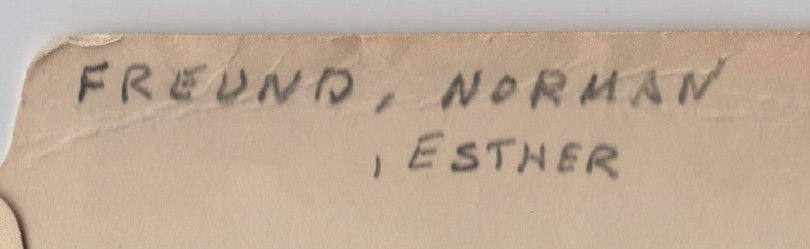 FREUND, NORMAN
, ESTHER